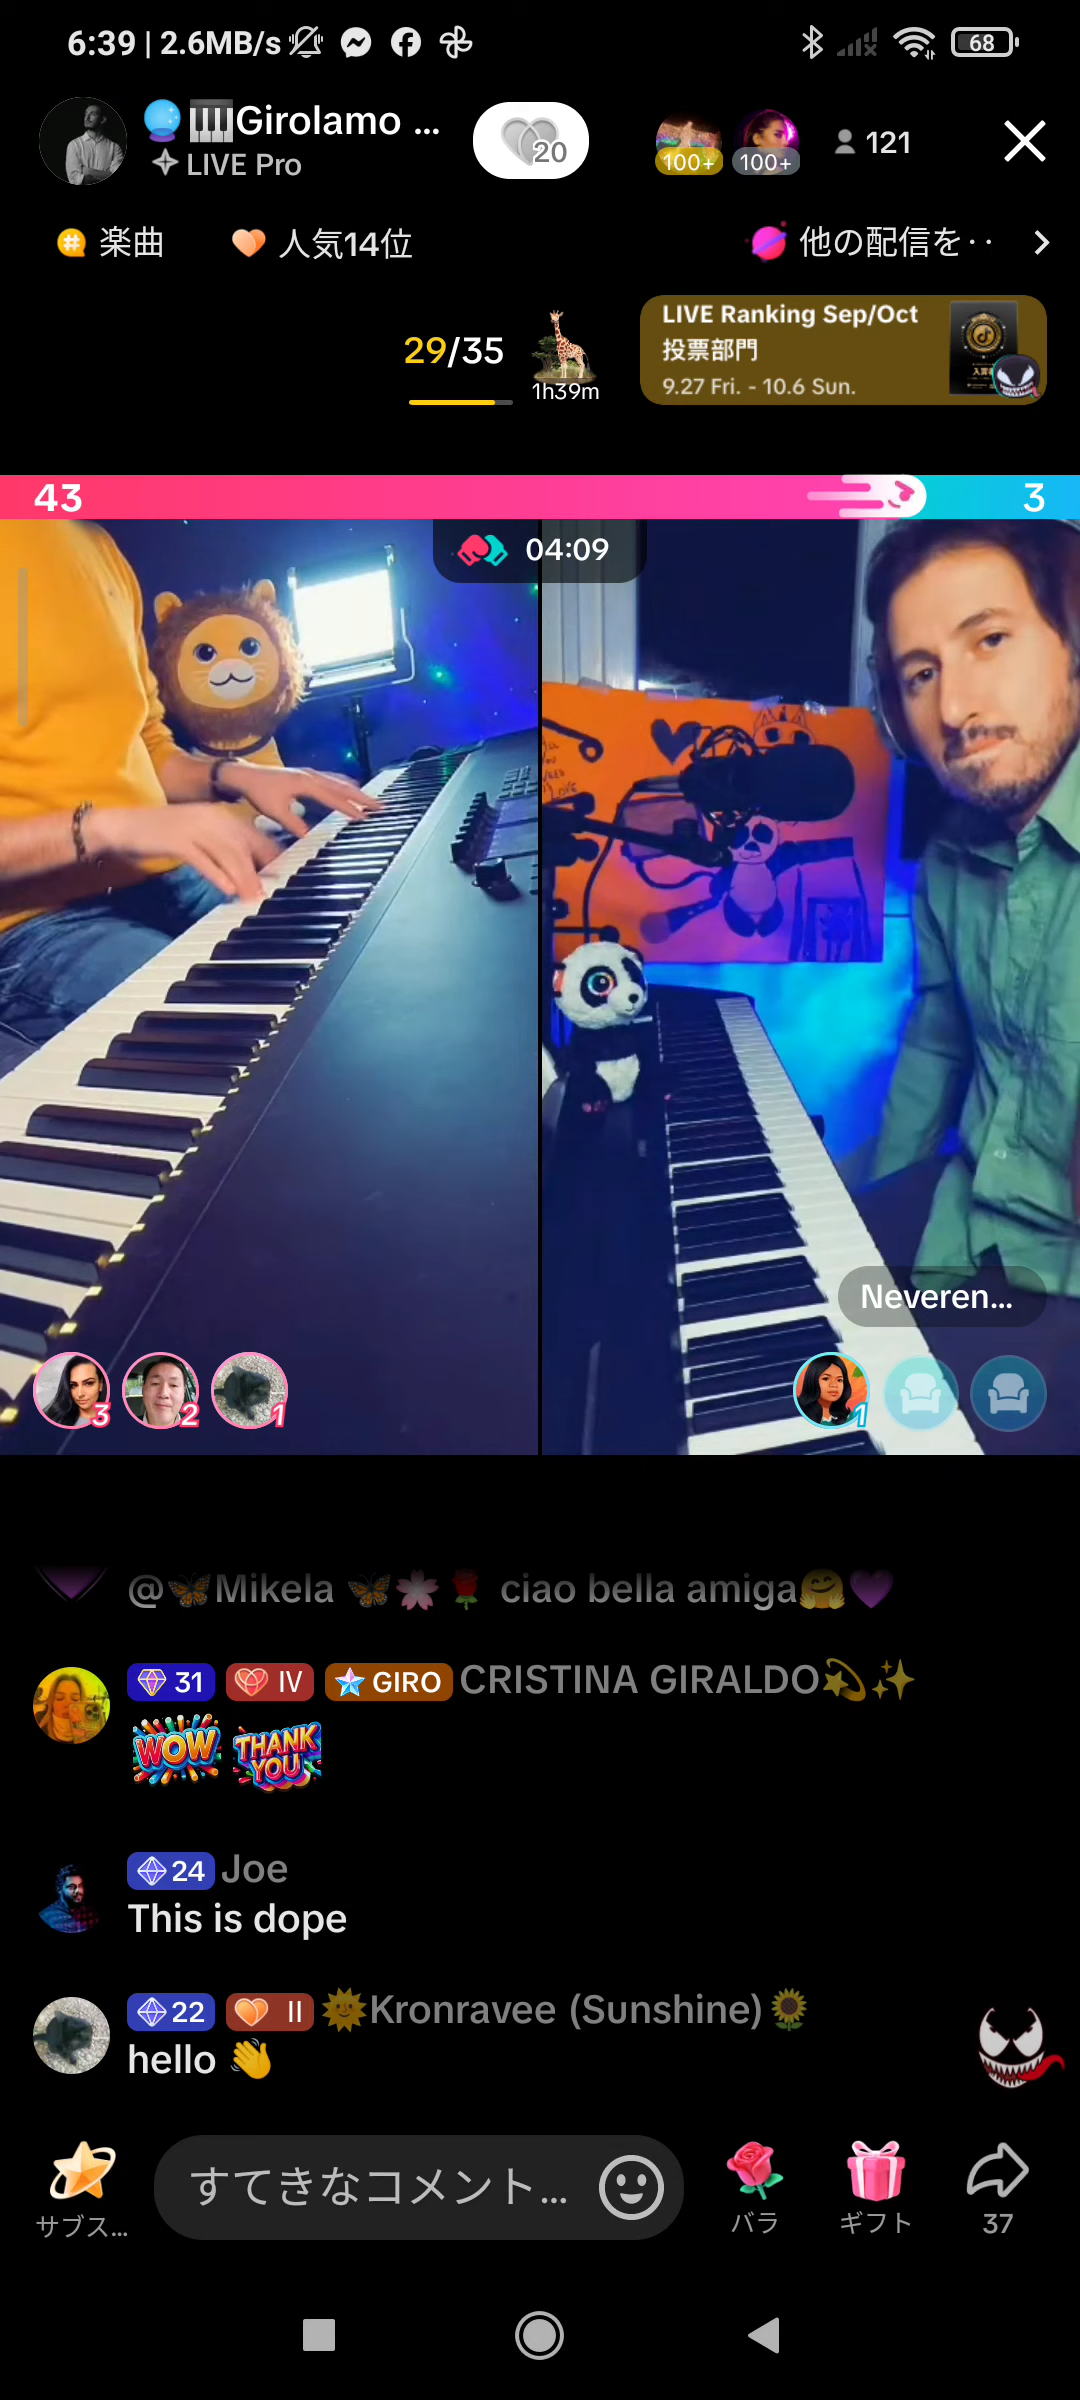 6:39 | 2.6MB/s
68
Girolamo ...
LIVE Pro
20
100+
100+
121
楽曲
人気14位
他の配信を‥
29/35
1h39m
LIVE Ranking Sep/Oct
投票部門
9.27 Fri. - 10.6 Sun.
43
3
04:09
Neveren...
3
2
1
1
@🦋Mikela 🦋🌸🌹 ciao bella amiga🤗💜
31 IV GIRO CRISTINA GIRALDO💫✨
WOW THANK YOU
24 Joe
This is dope
22 II 🌞Kronravee (Sunshine)🌻
hello 👋
すてきなコメント...
サブス...
バラ
ギフト
37